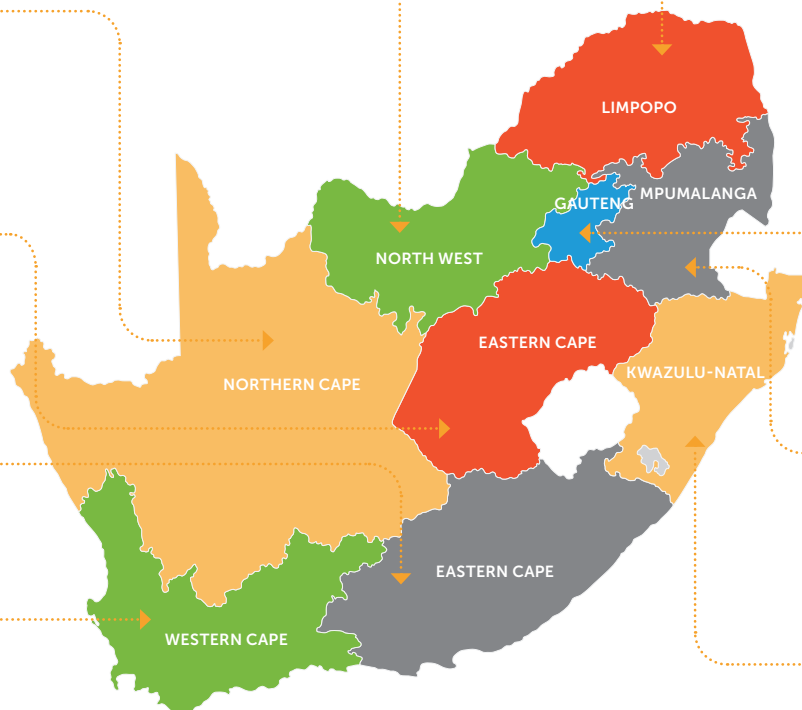 LIMPOPO
MPUMALANGA
GAUTENG
NORTH WEST
EASTERN CAPE
KWAZULU-NATAL
NORTHERN CAPE
EASTERN CAPE
WESTERN CAPE